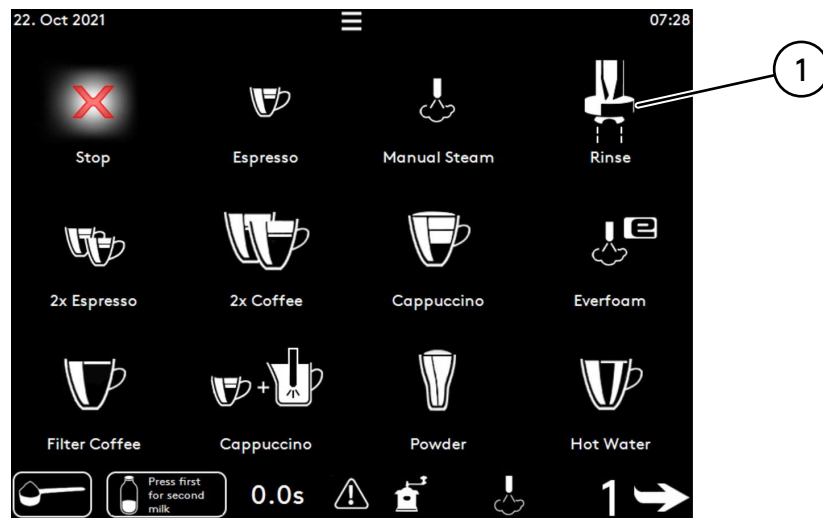 22. Oct 2021
07:28
1
Stop
Espresso
Manual Steam
Rinse
e
2x Espresso
2x Coffee
Cappuccino
Everfoam
+
Filter Coffee
Cappuccino
Powder
Hot Water
Press first
for second
milk
0.0s
1